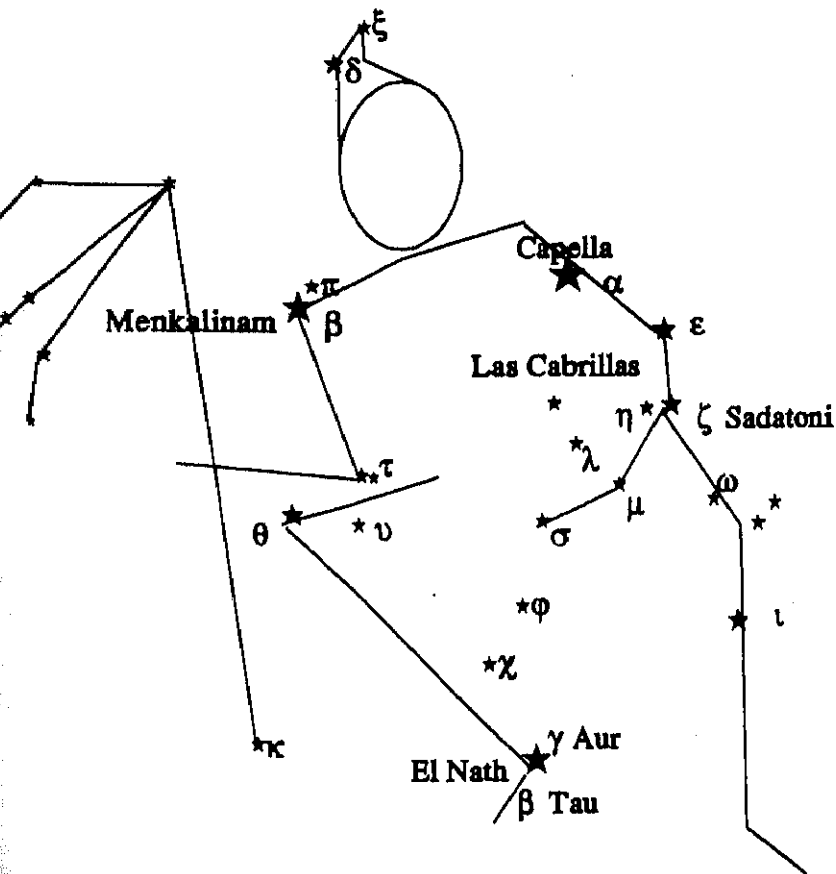 ξ
δ
Capella
α
π
Menkalinam
β
ε
Las Cabrillas
η
ζ Sadatoni
λ
τ
ω
μ
θ
υ
σ
φ
ι
χ
κ
γ Aur
El Nath
β Tau